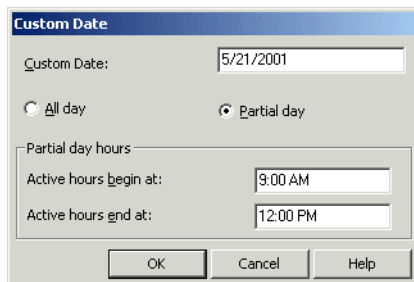 Custom Date
Custom Date: 5/21/2001
All day Partial day
Partial day hours
Active hours begin at: 9:00 AM
Active hours end at: 12:00 PM
OK Cancel Help